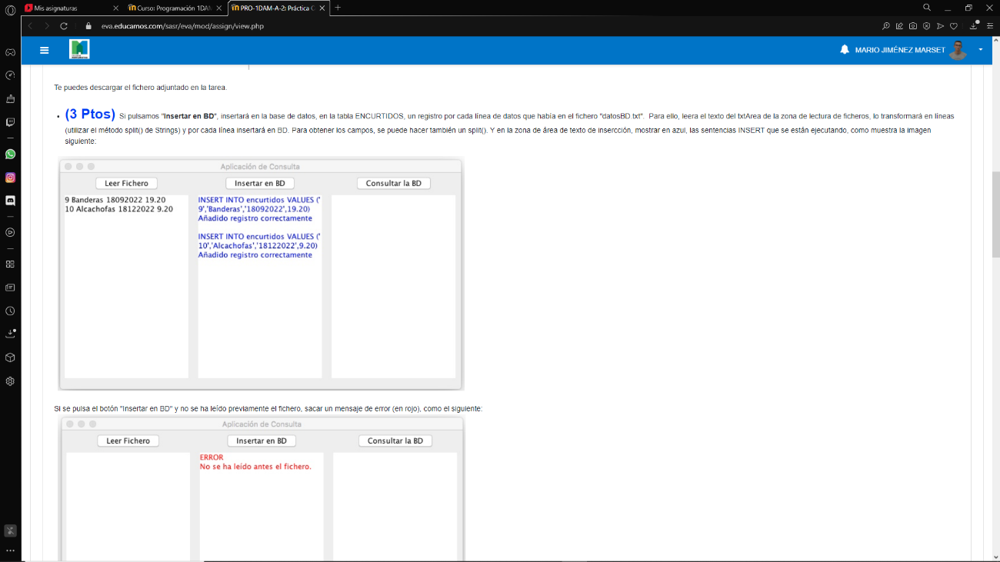 Mis asignaturas
Curso: Programación 1DAM
PRO-1DAM-A-2: Práctica C
eva.educamos.com/sasr/eva/mod/assign/view.php
MARIO JIMÉNEZ MARSET
Te puedes descargar el fichero adjuntado en la tarea.
(3 Ptos) Si pulsamos "Insertar en BD", insertará en la base de datos, en la tabla ENCURTIDOS, un registro por cada línea de datos que había en el fichero "datosBD.txt". Para ello, leera el texto del txtArea de la zona de lectura de ficheros, lo transformará en líneas
(utilizar el método split() de Strings) y por cada línea insertará en BD. Para obtener los campos, se puede hacer también un split(). Y en la zona de área de texto de insercción, mostrar en azul, las sentencias INSERT que se están ejecutando, como muestra la imagen
siguiente:
Aplicación de Consulta
Leer Fichero Insertar en BD Consultar la BD
9 Banderas 18092022 19.20
10 Alcachofas 18122022 9.20
INSERT INTO encurtidos VALUES ('
9','Banderas','18092022',19.20)
Añadido registro correctamente
INSERT INTO encurtidos VALUES ('
10','Alcachofas','18122022',9.20)
Añadido registro correctamente
Si se pulsa el botón "Insertar en BD" y no se ha leído previamente el fichero, sacar un mensaje de error (en rojo), como el siguiente:
Aplicación de Consulta
Leer Fichero Insertar en BD Consultar la BD
ERROR
No se ha leído antes el fichero.